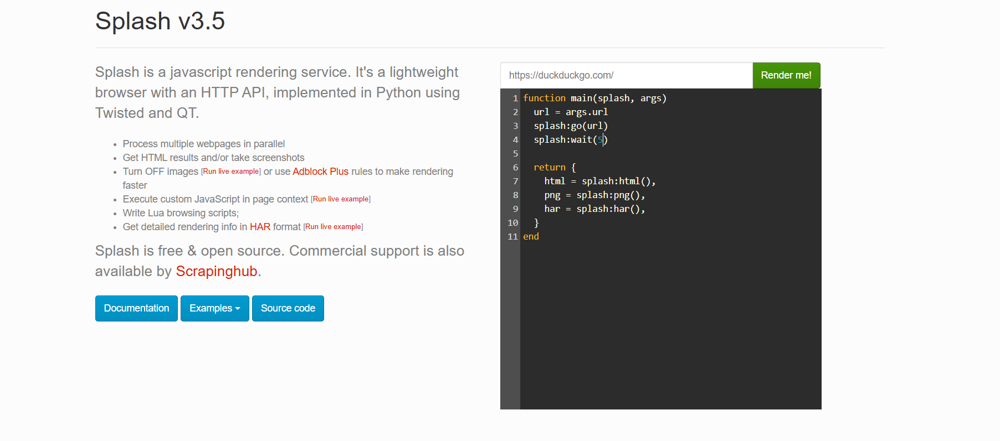 Splash v3.5
Splash is a javascript rendering service. It's a lightweight
browser with an HTTP API, implemented in Python using
Twisted and QT.
Process multiple webpages in parallel
Get HTML results and/or take screenshots
Turn OFF images [Run live example] or use Adblock Plus rules to make rendering
faster
Execute custom JavaScript in page context [Run live example]
Write Lua browsing scripts;
Get detailed rendering info in HAR format [Run live example]
Splash is free & open source. Commercial support is also
available by Scrapinghub.
Documentation Examples Source code
https://duckduckgo.com/ Render me!
1 function main(splash, args)
2   url = args.url
3   splash:go(url)
4   splash:wait(5)
5
6   return {
7     html = splash:html(),
8     png = splash:png(),
9     har = splash:har(),
10   }
11 end